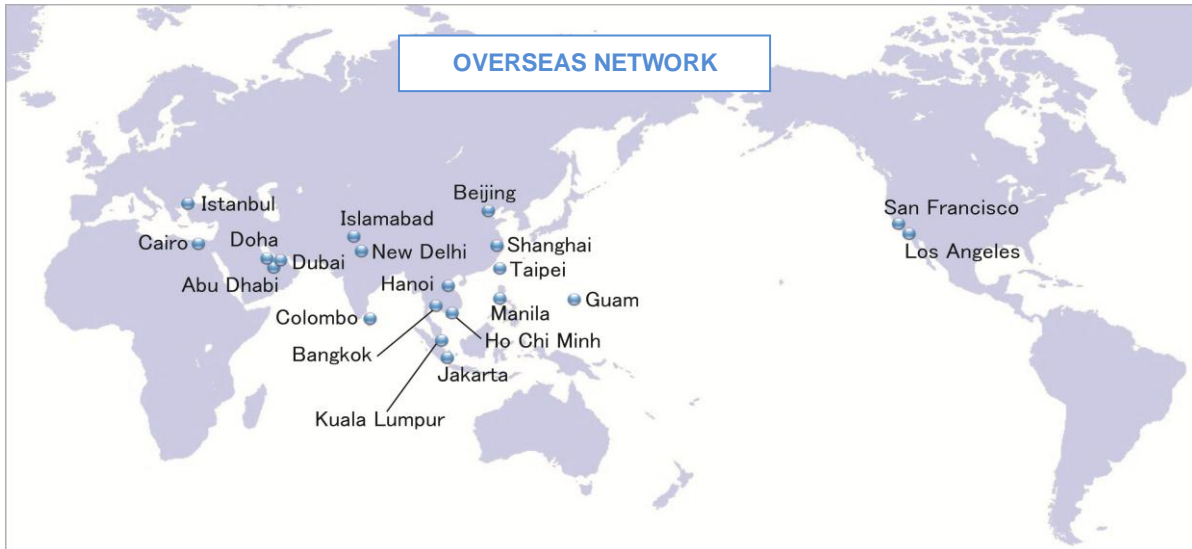 OVERSEAS NETWORK
Beijing
Istanbul
Islamabad
San Francisco
Cairo
Doha
New Delhi
Shanghai
Los Angeles
Dubai
Taipei
Abu Dhabi
Hanoi
Manila
Guam
Colombo
Ho Chi Minh
Bangkok
Jakarta
Kuala Lumpur